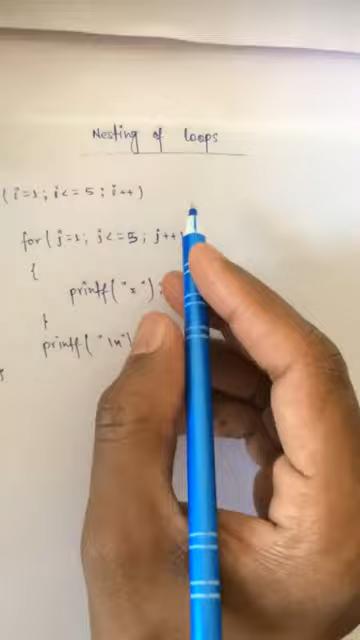 Nesting of loops
(i=1; i<=5; i++)
for(j=1; j<=5; j++
{
printf("*");
}
printf("\n")
}